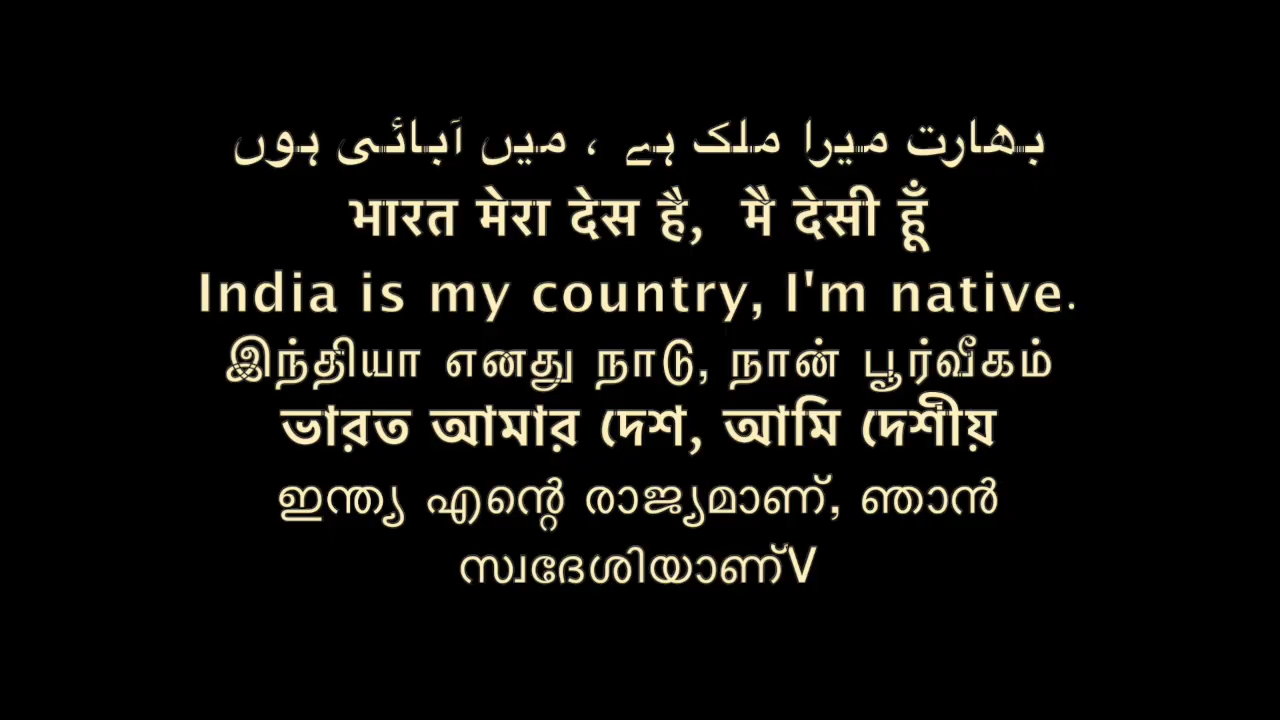 بھارت میرا ملک ہے ، میں آبائی ہوں
भारत मेरा देस है, मै देसी हूँ
India is my country, I'm native.
இந்தியா எனது நாடு, நான் பூர்வீகம்
ভারত আমার দেশ, আমি দেশীয়
ഇന്ത്യ എന്റെ രാജ്യമാണ്, ഞാൻ
സ്വദേശിയാണ്V